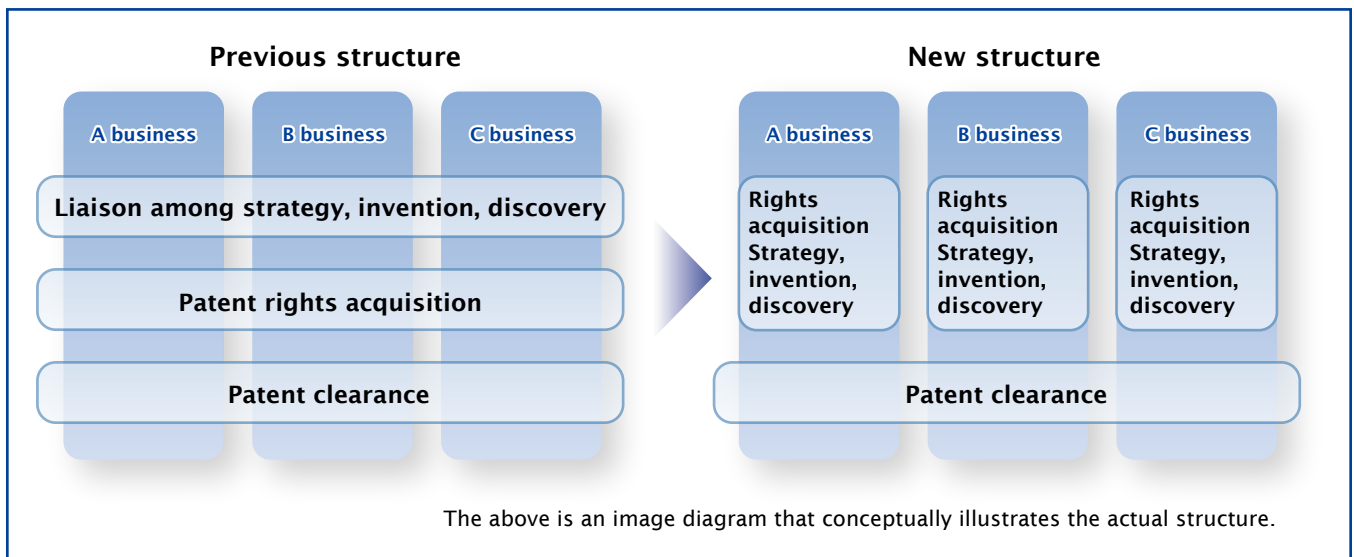 Previous structure
A business
B business
C business
Liaison among strategy, invention, discovery
Patent rights acquisition
Patent clearance
New structure
A business
B business
C business
Rights
acquisition
Strategy,
invention,
discovery
Rights
acquisition
Strategy,
invention,
discovery
Rights
acquisition
Strategy,
invention,
discovery
Patent clearance
The above is an image diagram that conceptually illustrates the actual structure.